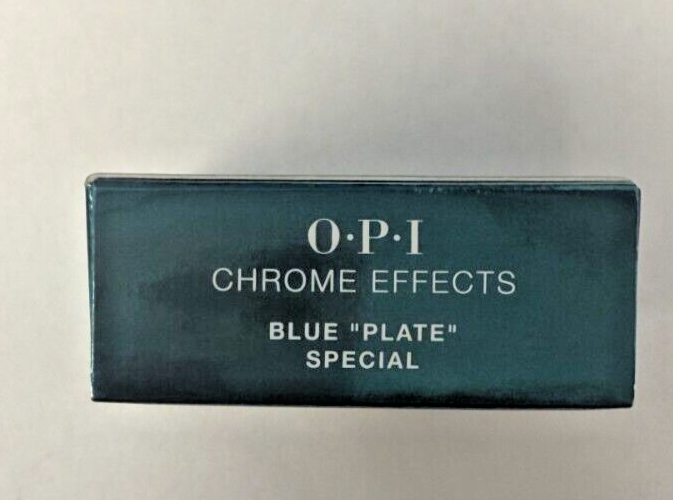 O·P·I
CHROME EFFECTS
BLUE "PLATE"
SPECIAL